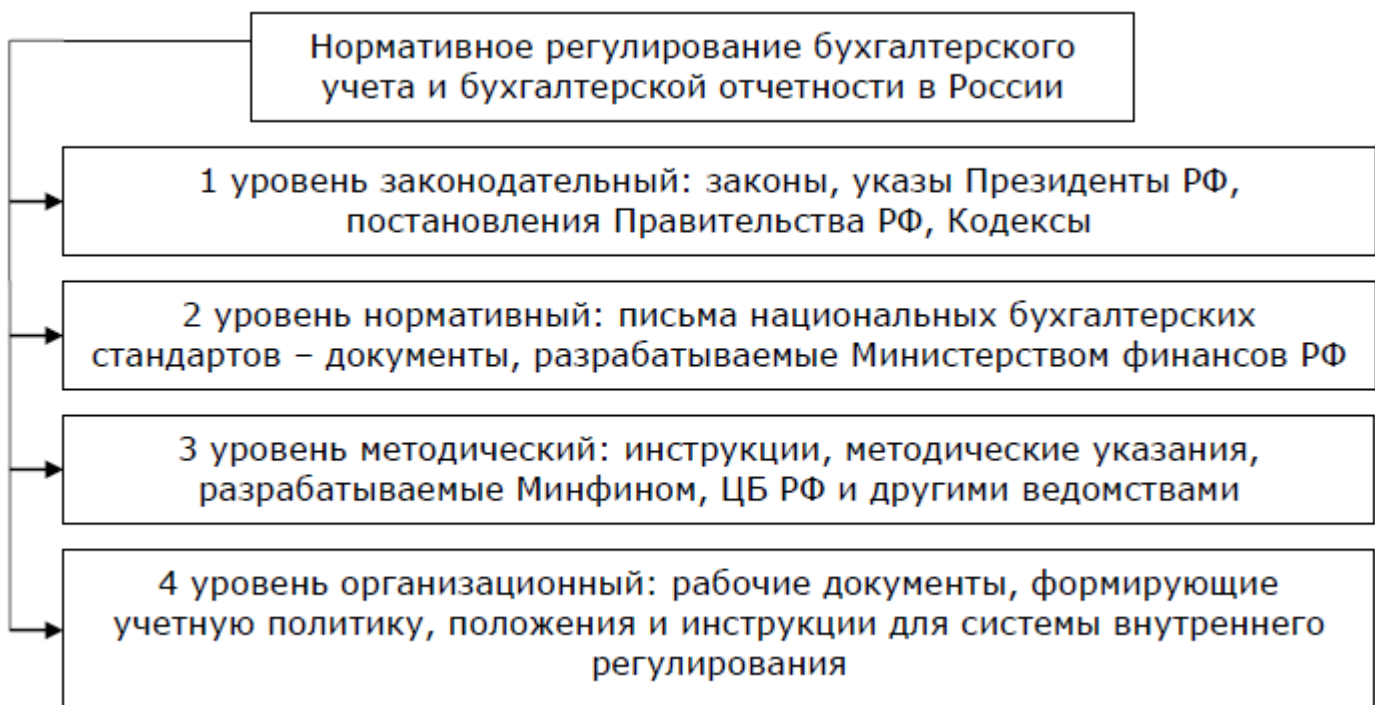 Нормативное регулирование бухгалтерского
учета и бухгалтерской отчетности в России
1 уровень законодательный: законы, указы Президенты РФ,
постановления Правительства РФ, Кодексы
2 уровень нормативный: письма национальных бухгалтерских
стандартов – документы, разрабатываемые Министерством финансов РФ
3 уровень методический: инструкции, методические указания,
разрабатываемые Минфином, ЦБ РФ и другими ведомствами
4 уровень организационный: рабочие документы, формирующие
учетную политику, положения и инструкции для системы внутреннего
регулирования